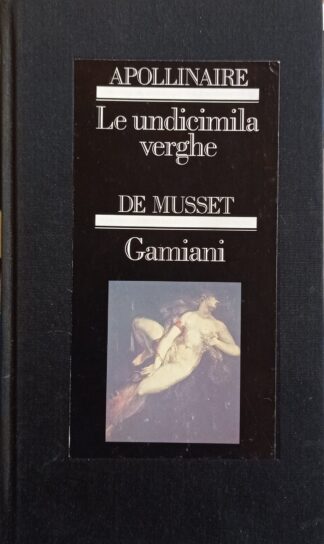 APOLLINAIRE
Le undicimila
verghe
DE MUSSET
Gamiani